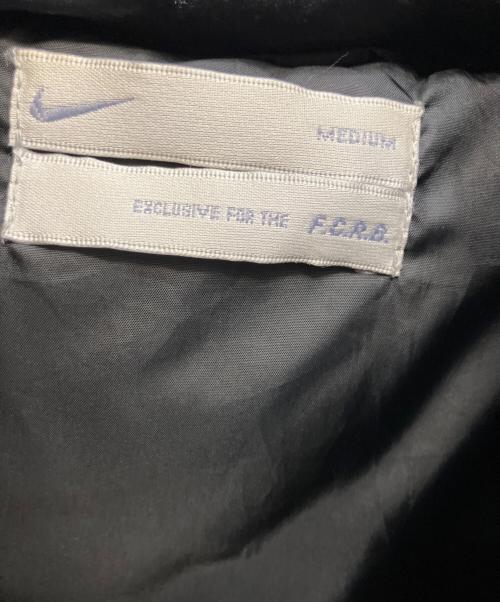 MEDIUM
EXCLUSIVE FOR THE F.C.R.B.